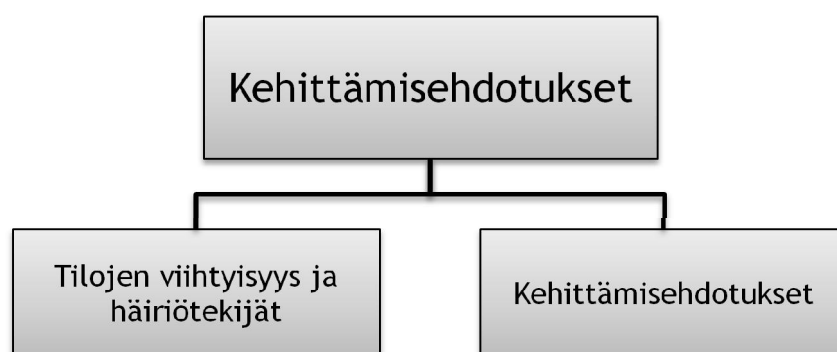 Kehittämisehdotukset
Tilojen viihtyisyys ja
häiriötekijät
Kehittämisehdotukset